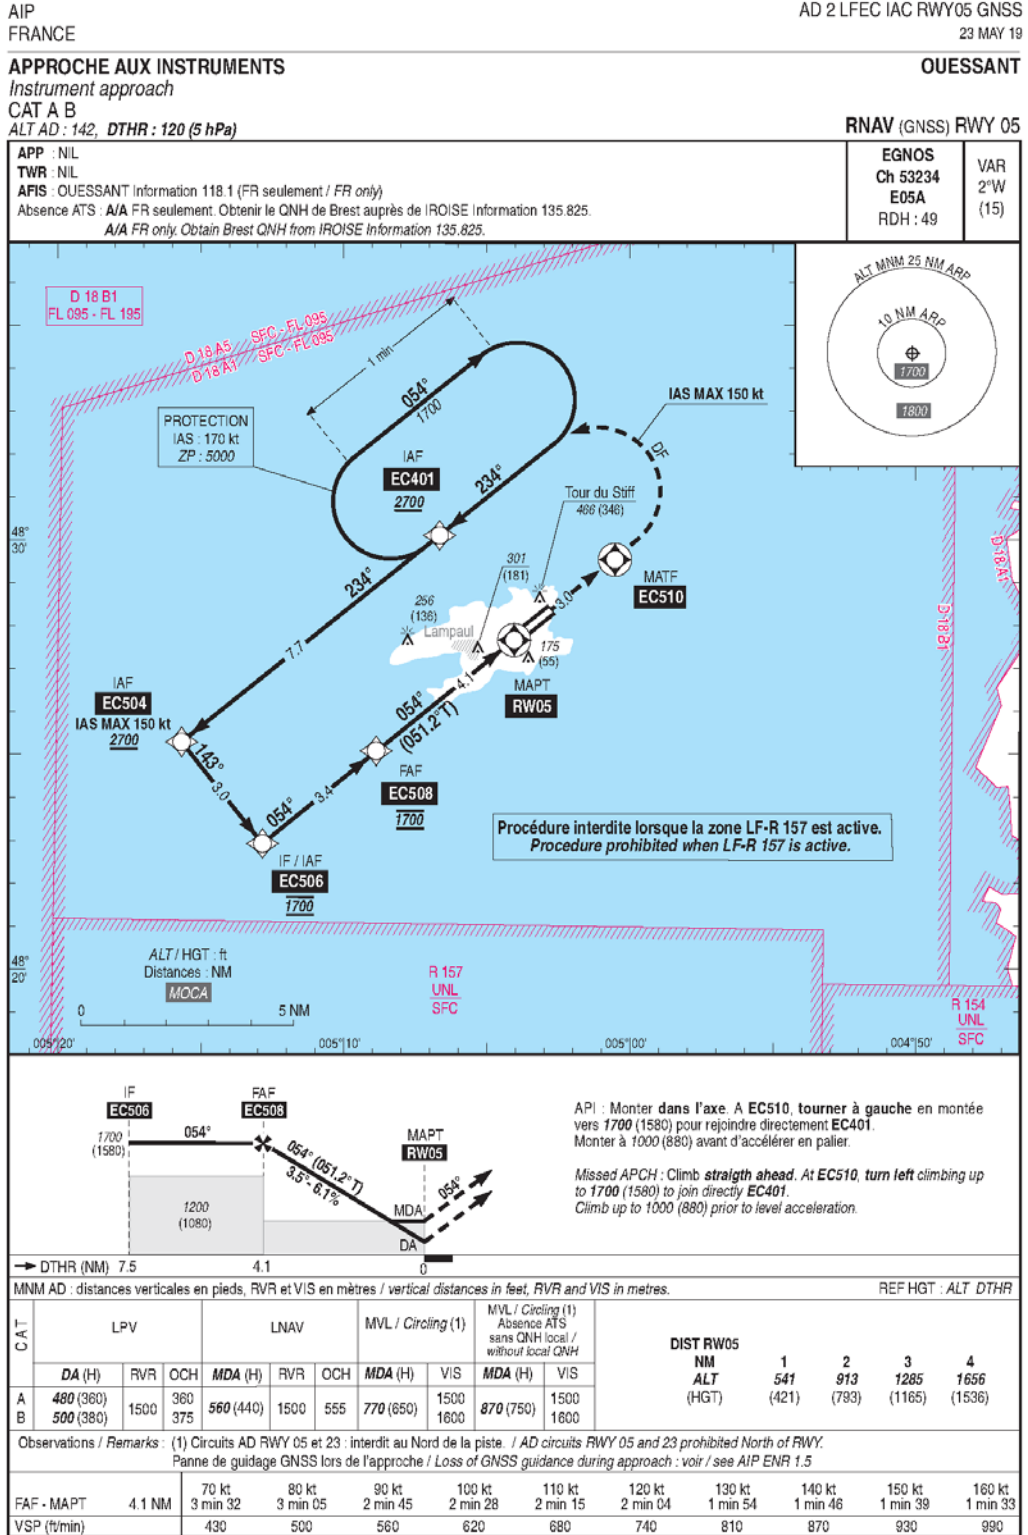 AIP
AD 2 LFEC IAC RWY05 GNSS
FRANCE
23 MAY 19
APPROCHE AUX INSTRUMENTS
OUESSANT
Instrument approach
CAT A B
ALT AD : 142, DTHR : 120 (5 hPa)
RNAV (GNSS) RWY 05
APP : NIL
TWR : NIL
AFIS : OUESSANT Information 118.1 (FR seulement / FR only)
Absence ATS : A/A FR seulement. Obtenir le QNH de Brest auprès de IROISE Information 135.825.
A/A FR only. Obtain Brest QNH from IROISE Information 135.825.
EGNOS
Ch 53234
E05A
RDH : 49
VAR
2°W
(15)
D 18 B1
FL 095 - FL 195
D 18 A5 SFC - FL 095
D 18 A1 SFC - FL 095
ALT MNM 25 NM ARP
10 NM ARP
1700
1800
1 min
054°
1700
IAS MAX 150 kt
PROTECTION
IAS : 170 kt
ZP : 5000
IAF
EC401
2700
234°
DF
Tour du Stiff
466 (346)
48°
30'
D 18 A1
234°
301
(181)
MATF
EC510
3.0
256
(136)
Lampaul
D 18 B1
7.7
175
(55)
4.1
MAPT
RW05
IAF
EC504
IAS MAX 150 kt
2700
054°
(051.2°T)
143°
3.0
3.4
054°
FAF
EC508
1700
Procédure interdite lorsque la zone LF-R 157 est active.
Procedure prohibited when LF-R 157 is active.
IF / IAF
EC506
1700
48°
20'
ALT / HGT : ft
Distances : NM
MOCA
0 5 NM
R 157
UNL
SFC
R 154
UNL
SFC
005°20' 005°10' 005°00' 004°50'
IF
EC506
FAF
EC508
1700
(1580)
054°
054° (051.2°T)
3.5°- 6.1%
MAPT
RW05
054°
1200
(1080)
MDA
DA
DTHR (NM) 7.5 4.1 0
API : Monter dans l'axe. A EC510, tourner à gauche en montée
vers 1700 (1580) pour rejoindre directement EC401.
Monter à 1000 (880) avant d'accélérer en palier.
Missed APCH : Climb straigth ahead. At EC510, turn left climbing up
to 1700 (1580) to join directly EC401.
Climb up to 1000 (880) prior to level acceleration.
MNM AD : distances verticales en pieds, RVR et VIS en mètres / vertical distances in feet, RVR and VIS in metres.
REF HGT : ALT DTHR
CAT
LPV
LNAV
MVL / Circling (1)
MVL / Circling (1)
Absence ATS
sans QNH local /
without local QNH
DA (H) RVR OCH MDA (H) RVR OCH MDA (H) VIS MDA (H) VIS
A 480 (360) 1500 360 560 (440) 1500 555 770 (650) 1500 870 (750) 1500
B 500 (380) 375 1600 1600
DIST RW05
NM 1 2 3 4
ALT 541 913 1285 1656
(HGT) (421) (793) (1165) (1536)
Observations / Remarks : (1) Circuits AD RWY 05 et 23 : interdit au Nord de la piste. / AD circuits RWY 05 and 23 prohibited North of RWY.
Panne de guidage GNSS lors de l'approche / Loss of GNSS guidance during approach : voir / see AIP ENR 1.5
70 kt 80 kt 90 kt 100 kt 110 kt 120 kt 130 kt 140 kt 150 kt 160 kt
FAF - MAPT 4.1 NM 3 min 32 3 min 05 2 min 45 2 min 28 2 min 15 2 min 04 1 min 54 1 min 46 1 min 39 1 min 33
VSP (ft/min) 430 500 560 620 680 740 810 870 930 990